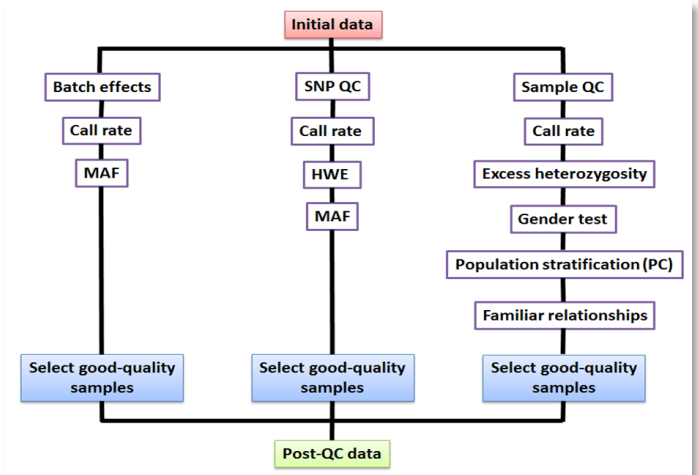 Initial data
Batch effects
Call rate
MAF
Select good-quality
samples
SNP QC
Call rate
HWE
MAF
Select good-quality
samples
Sample QC
Call rate
Excess heterozygosity
Gender test
Population stratification (PC)
Familiar relationships
Select good-quality
samples
Post-QC data